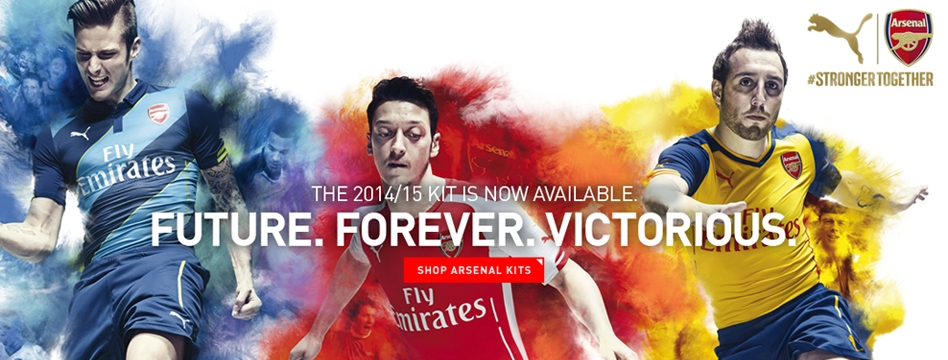 Arsenal
#STRONGERTOGETHER
Fly
Emirates
THE 2014/15 KIT IS NOW AVAILABLE.
FUTURE. FOREVER. VICTORIOUS.
SHOP ARSENAL KITS
Fly
Emirates